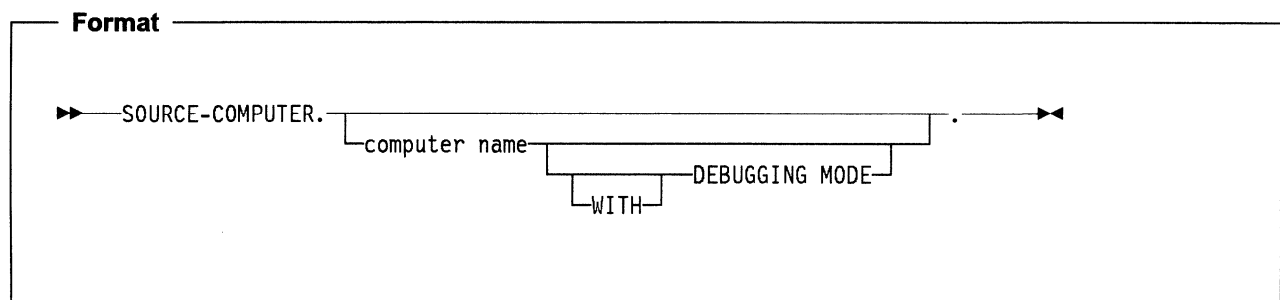 Format
SOURCE-COMPUTER. .
computer name
DEBUGGING MODE
WITH